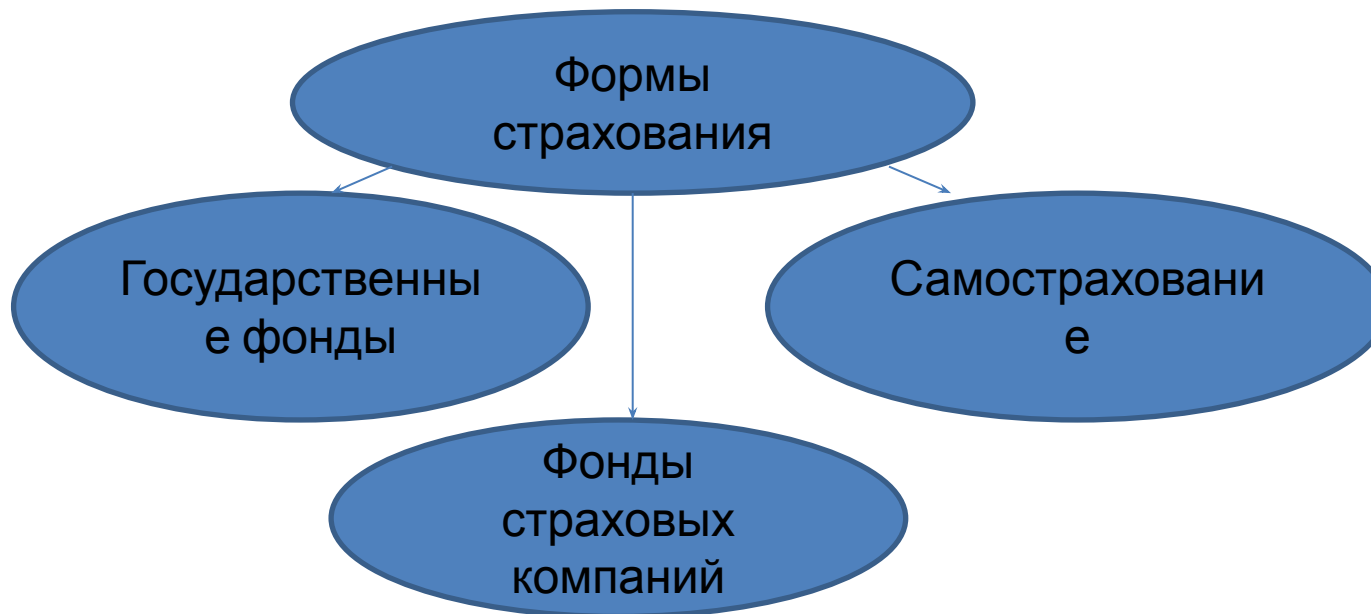 Формы
страхования
Государственны
е фонды
Самостраховани
е
Фонды
страховых
компаний